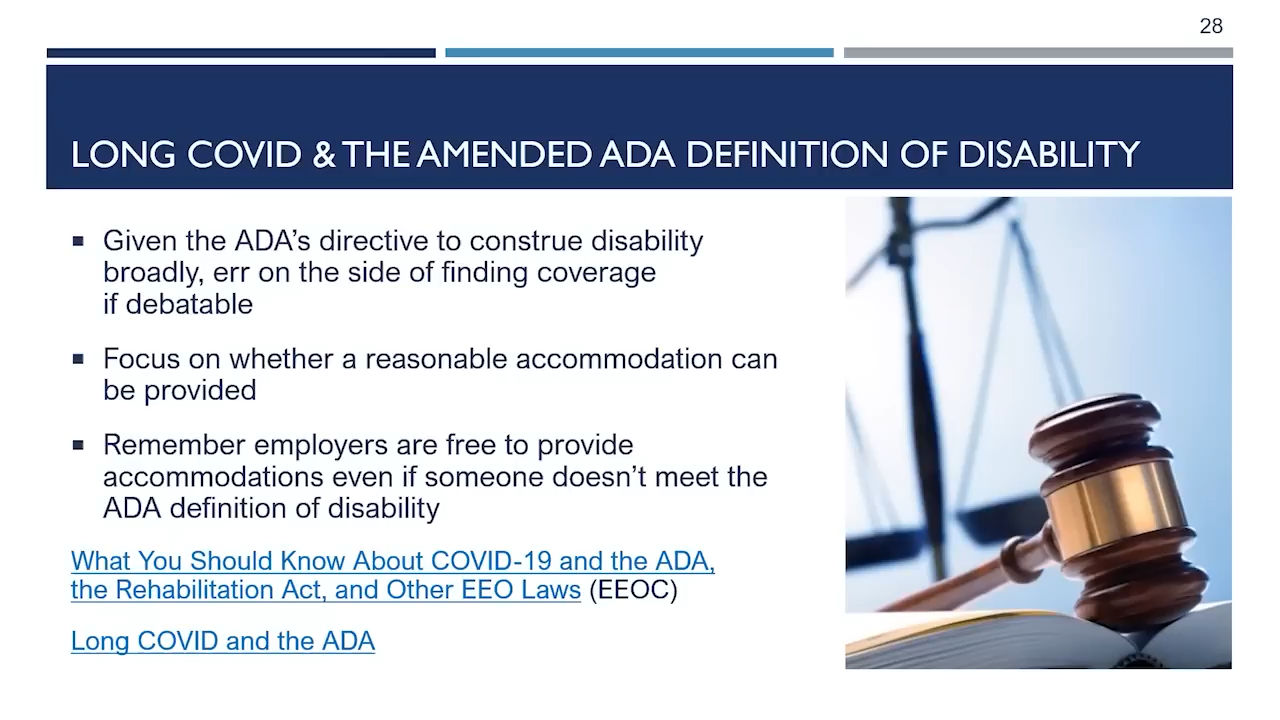 28
LONG COVID & THE AMENDED ADA DEFINITION OF DISABILITY
▪ Given the ADA’s directive to construe disability
broadly, err on the side of finding coverage
if debatable
▪ Focus on whether a reasonable accommodation can
be provided
▪ Remember employers are free to provide
accommodations even if someone doesn’t meet the
ADA definition of disability
What You Should Know About COVID-19 and the ADA,
the Rehabilitation Act, and Other EEO Laws (EEOC)
Long COVID and the ADA